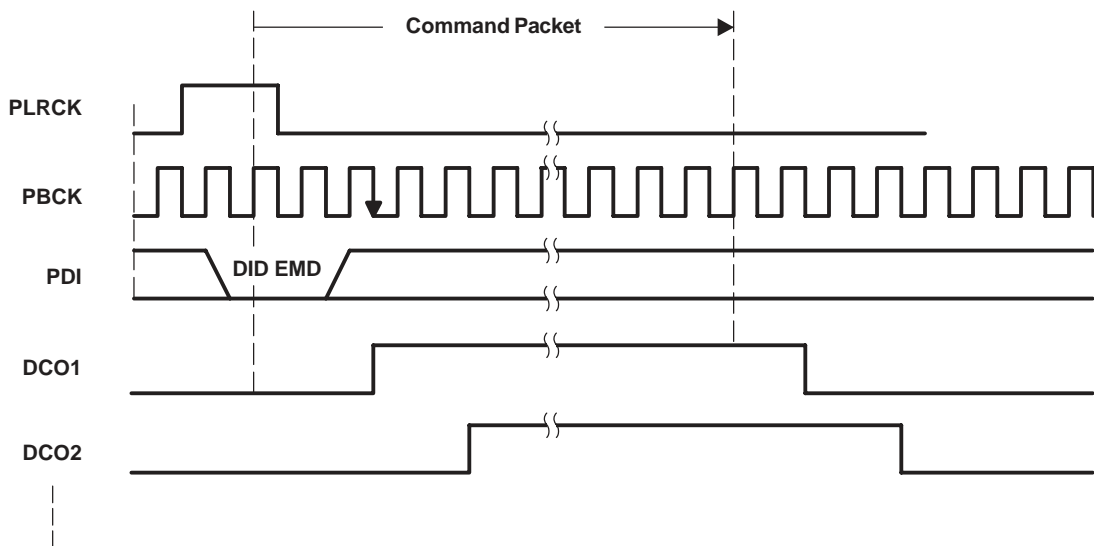 Command Packet
PLRCK
PBCK
PDI
DID EMD
DCO1
DCO2